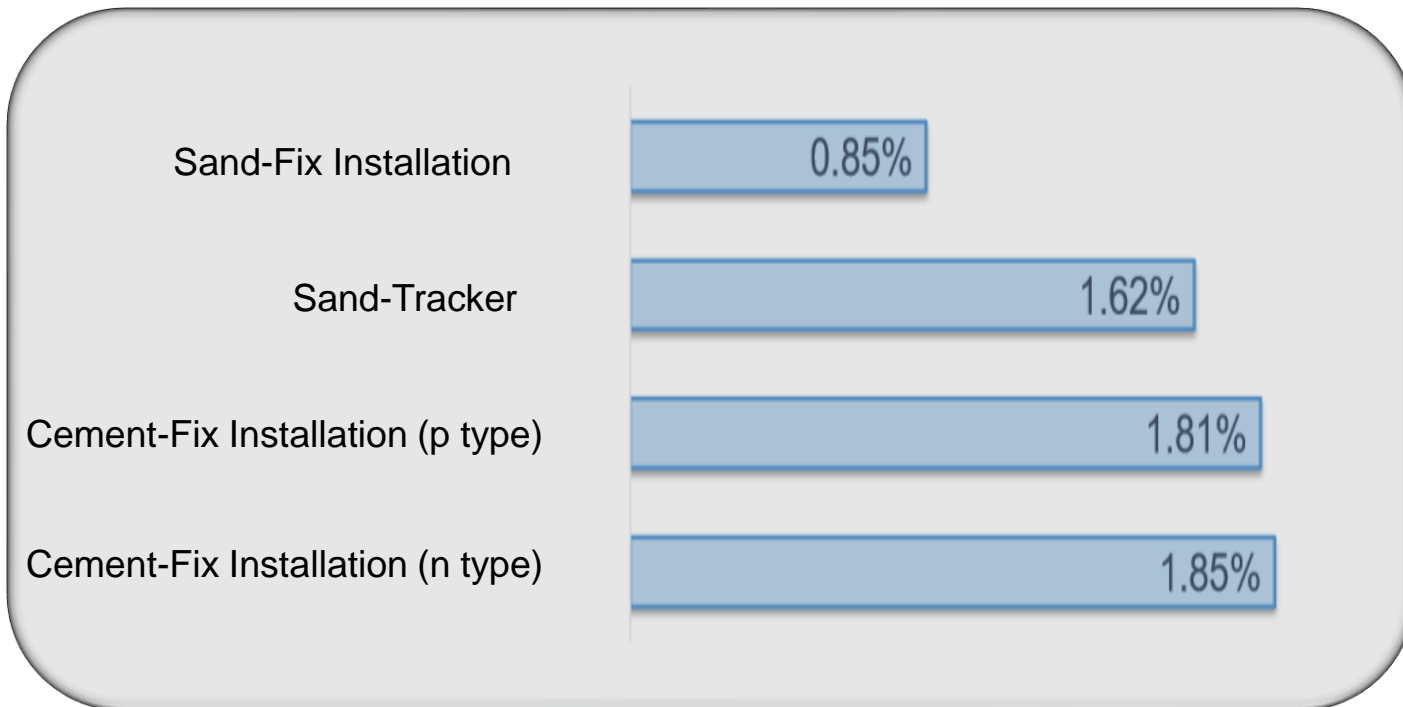 Sand-Fix Installation 0.85%
Sand-Tracker 1.62%
Cement-Fix Installation (p type) 1.81%
Cement-Fix Installation (n type) 1.85%